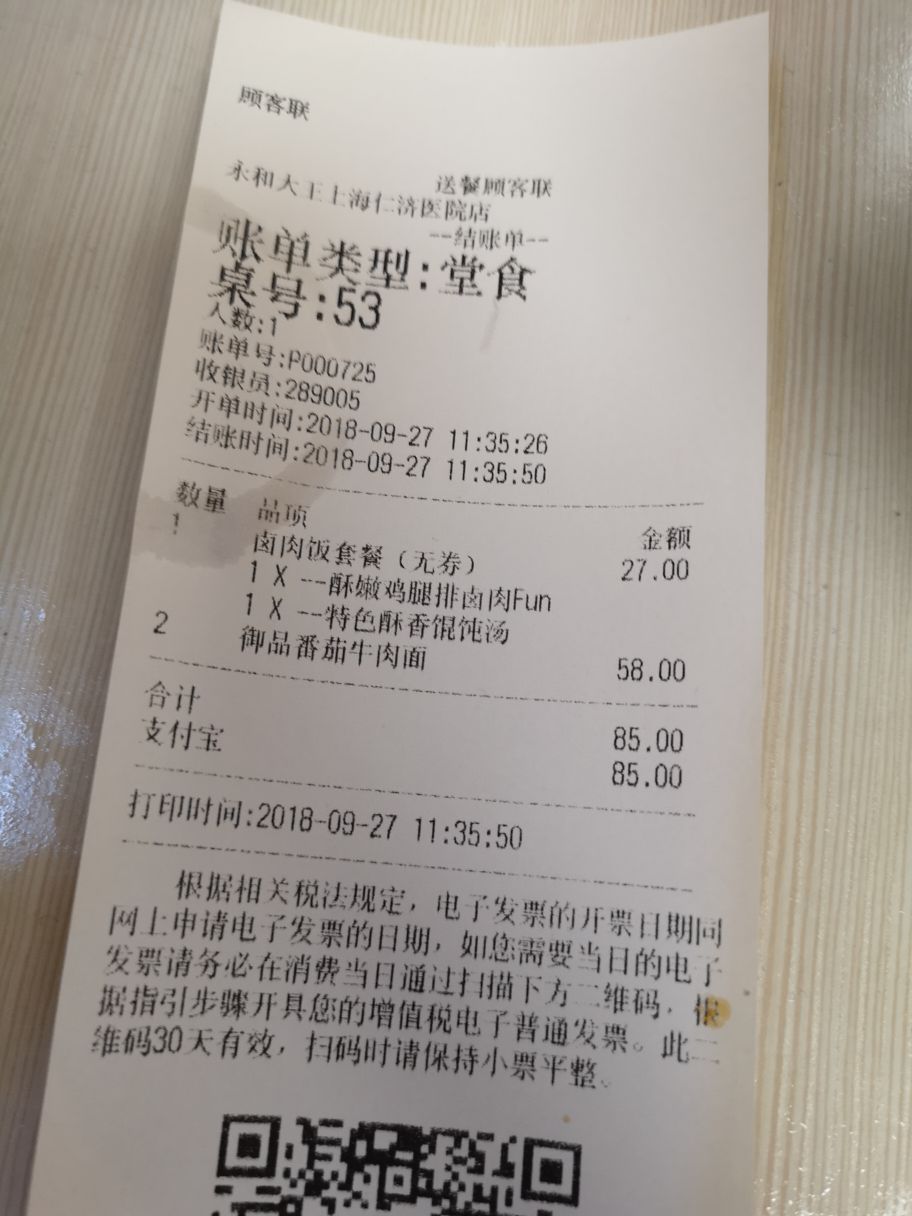 顾客联
送餐顾客联
永和大王上海仁济医院店
--结账单--
账单类型:堂食
桌号:53
人数:1
账单号:P000725
收银员:289005
开单时间:2018-09-27 11:35:26
结账时间:2018-09-27 11:35:50
数量 品项 金额
1 卤肉饭套餐（无券） 27.00
1 X ---酥嫩鸡腿排卤肉Fun
1 X ---特色酥香馄饨汤
2 御品番茄牛肉面 58.00
合计 85.00
支付宝 85.00
打印时间:2018-09-27 11:35:50
根据相关税法规定，电子发票的开票日期同
网上申请电子发票的日期，如您需要当日的电子
发票请务必在消费当日通过扫描下方二维码，根
据指引步骤开具您的增值税电子普通发票。此二
维码30天有效，扫码时请保持小票平整。